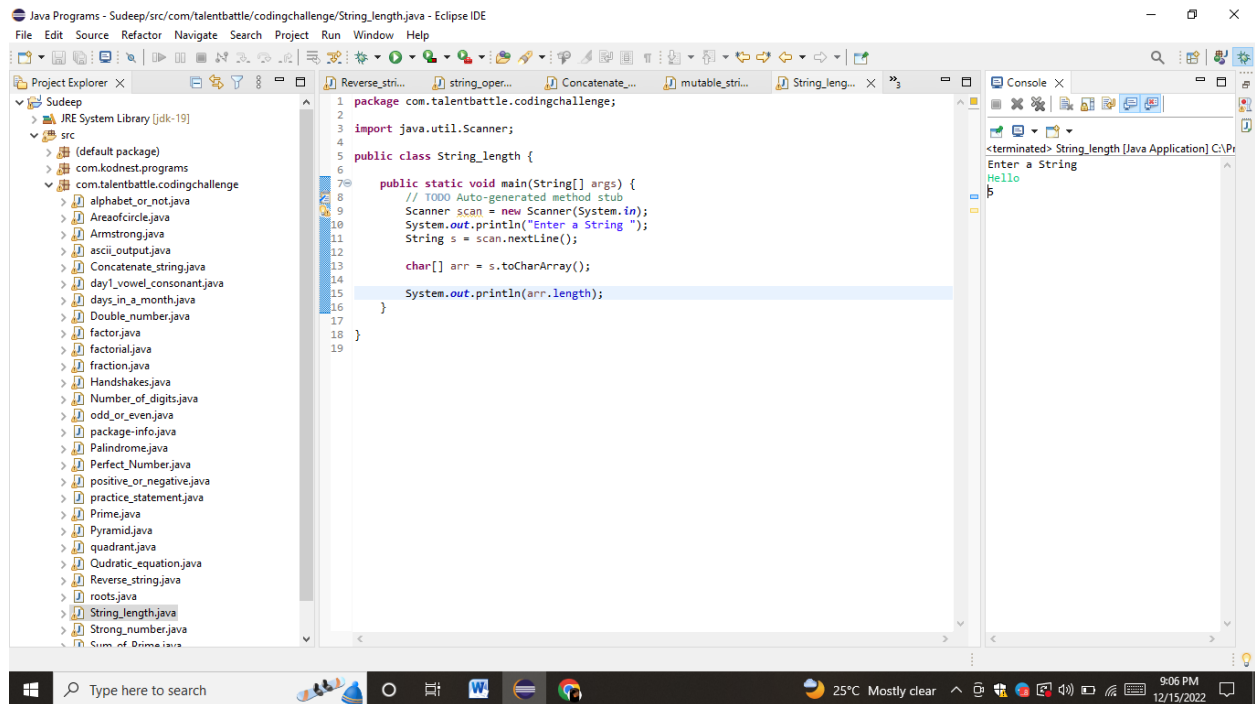 Java Programs - Sudeep/src/com/talentbattle/codingchallenge/String_length.java - Eclipse IDE
File Edit Source Refactor Navigate Search Project Run Window Help
Project Explorer
Sudeep
JRE System Library [jdk-19]
src
(default package)
com.kodnest.programs
com.talentbattle.codingchallenge
alphabet_or_not.java
Areaofcircle.java
Armstrong.java
ascii_output.java
Concatenate_string.java
day1_vowel_consonant.java
days_in_a_month.java
Double_number.java
factor.java
factorial.java
fraction.java
Handshakes.java
Number_of_digits.java
odd_or_even.java
package-info.java
Palindrome.java
Perfect_Number.java
positive_or_negative.java
practice_statement.java
Prime.java
Pyramid.java
quadrant.java
Qudratic_equation.java
Reverse_string.java
roots.java
String_length.java
Strong_number.java
Sum_of_Prime.java
Reverse_stri... string_oper... Concatenate_... mutable_stri... String_leng... »3
1 package com.talentbattle.codingchallenge;
2
3 import java.util.Scanner;
4
5 public class String_length {
6
7 public static void main(String[] args) {
8 // TODO Auto-generated method stub
9 Scanner scan = new Scanner(System.in);
10 System.out.println("Enter a String ");
11 String s = scan.nextLine();
12
13 char[] arr = s.toCharArray();
14
15 System.out.println(arr.length);
16 }
17
18 }
19
Console
<terminated> String_length [Java Application] C:\Pr
Enter a String
Hello
5
Type here to search
25°C Mostly clear
9:06 PM
12/15/2022